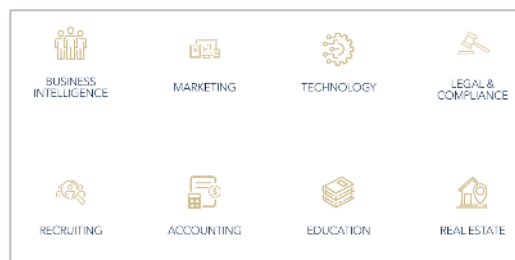 BUSINESS
INTELLIGENCE
MARKETING
TECHNOLOGY
LEGAL &
COMPLIANCE
RECRUITING
ACCOUNTING
EDUCATION
REAL ESTATE